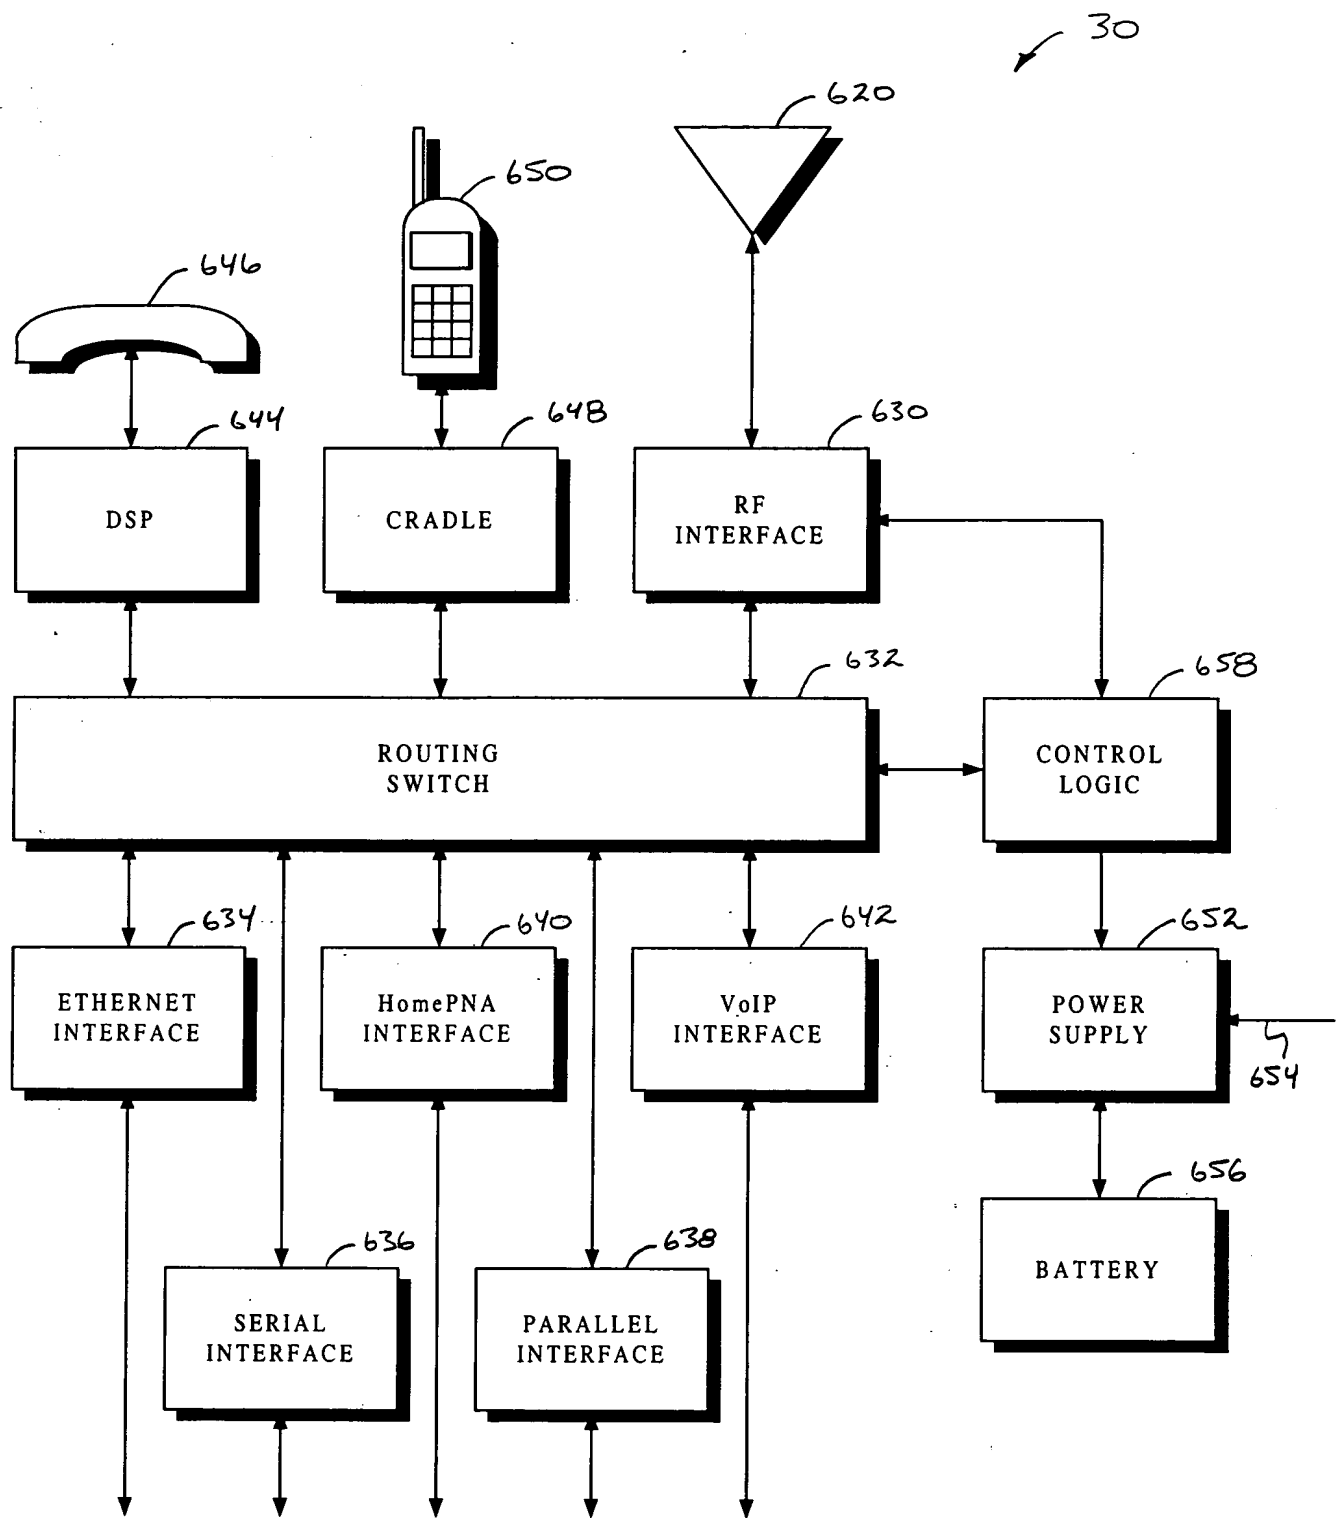 30
620
650
646
644
648
630
DSP
CRADLE
RF
INTERFACE
632
658
ROUTING
SWITCH
CONTROL
LOGIC
634
640
642
652
ETHERNET
INTERFACE
HomePNA
INTERFACE
VoIP
INTERFACE
POWER
SUPPLY
654
656
636
638
BATTERY
SERIAL
INTERFACE
PARALLEL
INTERFACE